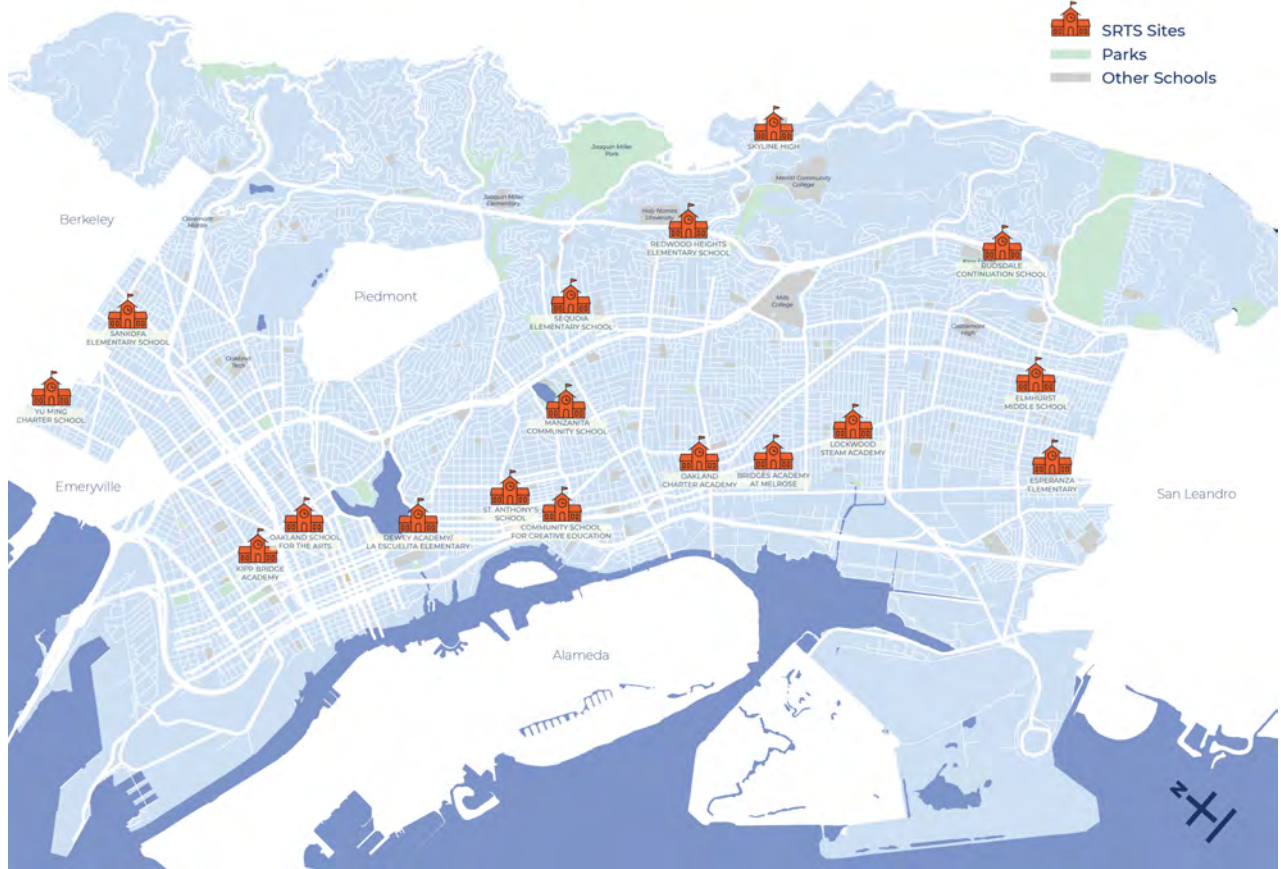 SRTS Sites
Parks
Other Schools
SKYLINE HIGH
Joaquin Miller
Park
Merritt Community
College
Joaquin Miller
Elementary
Holy Names
University
Berkeley
Claremont
Middle
REDWOOD HEIGHTS
ELEMENTARY SCHOOL
RUDSDALE
CONTINUATION SCHOOL
Piedmont
Mills
College
SEQUOIA
ELEMENTARY SCHOOL
SANKOFA
ELEMENTARY SCHOOL
Castlemont
High
Oakland
Tech
YU MING
CHARTER SCHOOL
ELMHURST
MIDDLE SCHOOL
MANZANITA
COMMUNITY SCHOOL
LOCKWOOD
STEAM ACADEMY
OAKLAND
CHARTER ACADEMY
BRIDGES ACADEMY
AT MELROSE
ESPERANZA
ELEMENTARY
Emeryville
San Leandro
ST. ANTHONY'S
SCHOOL
COMMUNITY SCHOOL
FOR CREATIVE EDUCATION
OAKLAND SCHOOL
FOR THE ARTS
DEWEY ACADEMY/
LA ESCUELITA ELEMENTARY
KIPP BRIDGE
ACADEMY
Alameda
N